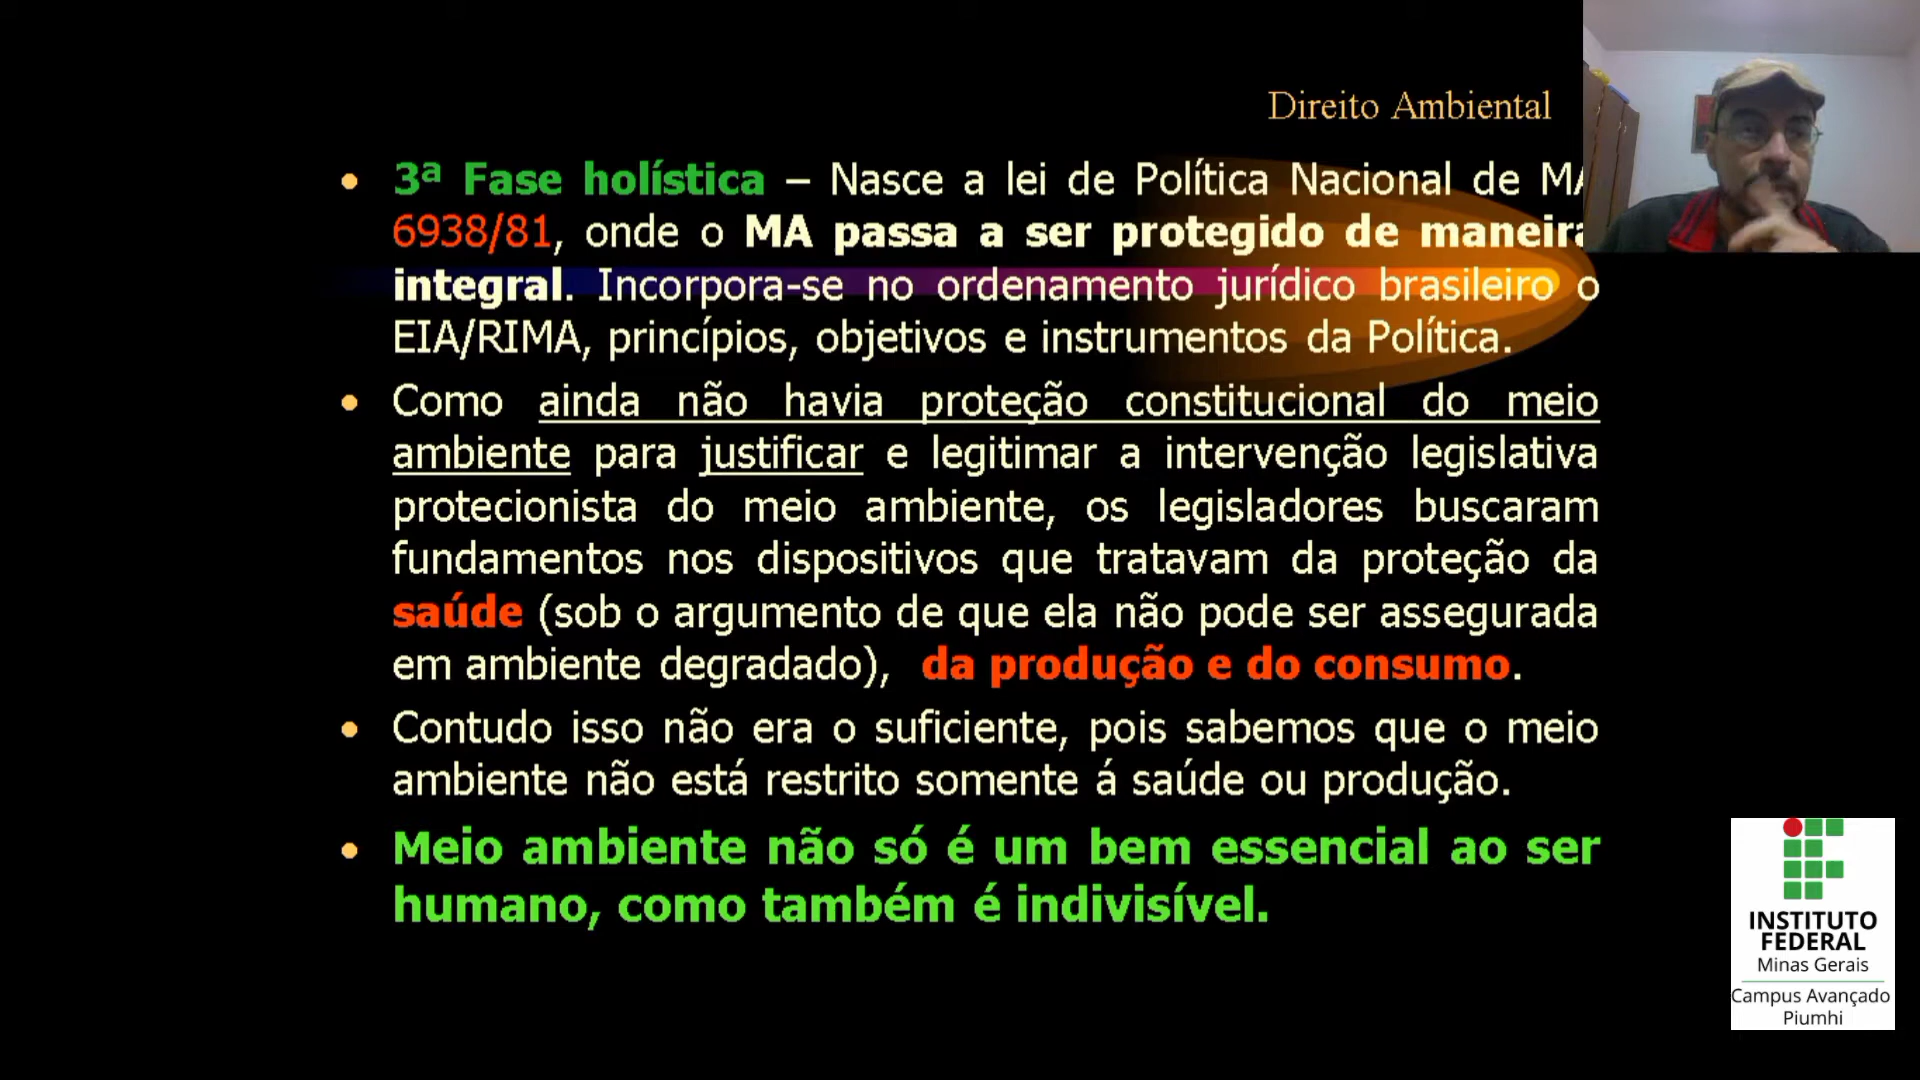 Direito Ambiental
• 3ª Fase holística – Nasce a lei de Política Nacional de MA
6938/81, onde o MA passa a ser protegido de maneira
integral. Incorpora-se no ordenamento jurídico brasileiro o
EIA/RIMA, princípios, objetivos e instrumentos da Política.
• Como ainda não havia proteção constitucional do meio
ambiente para justificar e legitimar a intervenção legislativa
protecionista do meio ambiente, os legisladores buscaram
fundamentos nos dispositivos que tratavam da proteção da
saúde (sob o argumento de que ela não pode ser assegurada
em ambiente degradado), da produção e do consumo.
• Contudo isso não era o suficiente, pois sabemos que o meio
ambiente não está restrito somente á saúde ou produção.
• Meio ambiente não só é um bem essencial ao ser
humano, como também é indivisível.
INSTITUTO
FEDERAL
Minas Gerais
Campus Avançado
Piumhi